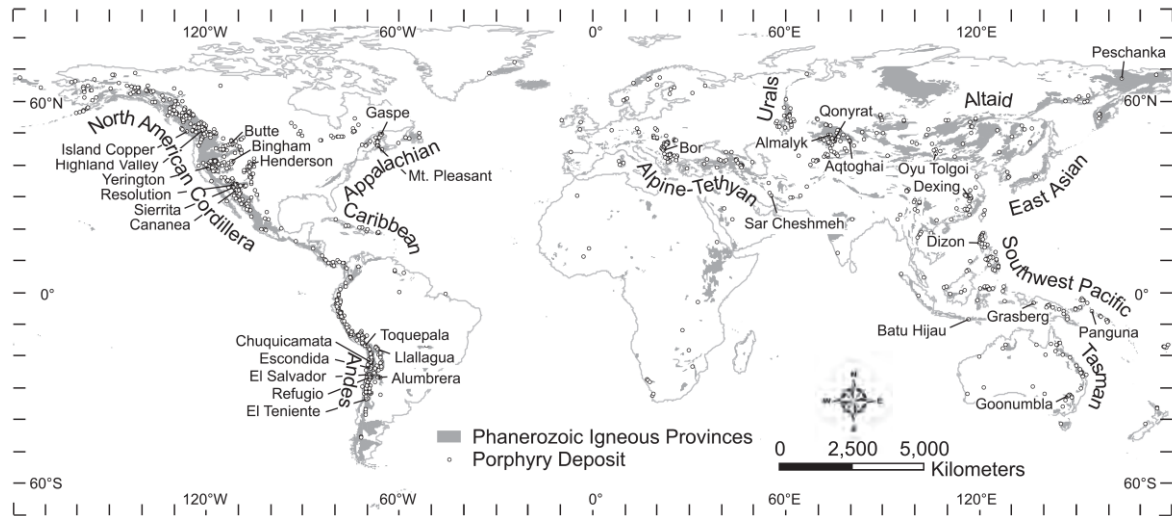 120°W 60°W 0° 60°E 120°E
Peschanka
60°N
Urals
Altaid
Gaspe
Qonyrat
North American Cordillera
Butte
Island Copper
Bingham
Almalyk
Highland Valley
Henderson
Appalachian
Bor
Yerington
Mt. Pleasant
Aqtoghai
Oyu Tolgoi
Resolution
Alpine-Tethyan
Dexing
East Asian
Sierrita
Caribbean
Sar Cheshmeh
Cananea
Dizon
Southwest Pacific
0°
0°
Grasberg
Batu Hijau
Panguna
Toquepala
Chuquicamata
Llallagua
Escondida
Andes
El Salvador
Alumbrera
Tasman
Refugio
El Teniente
N
W E
S
Goonumbla
Phanerozoic Igneous Provinces
Porphyry Deposit
0 2,500 5,000
Kilometers
60°S
60°S
120°W 60°W 0° 60°E 120°E
60°N